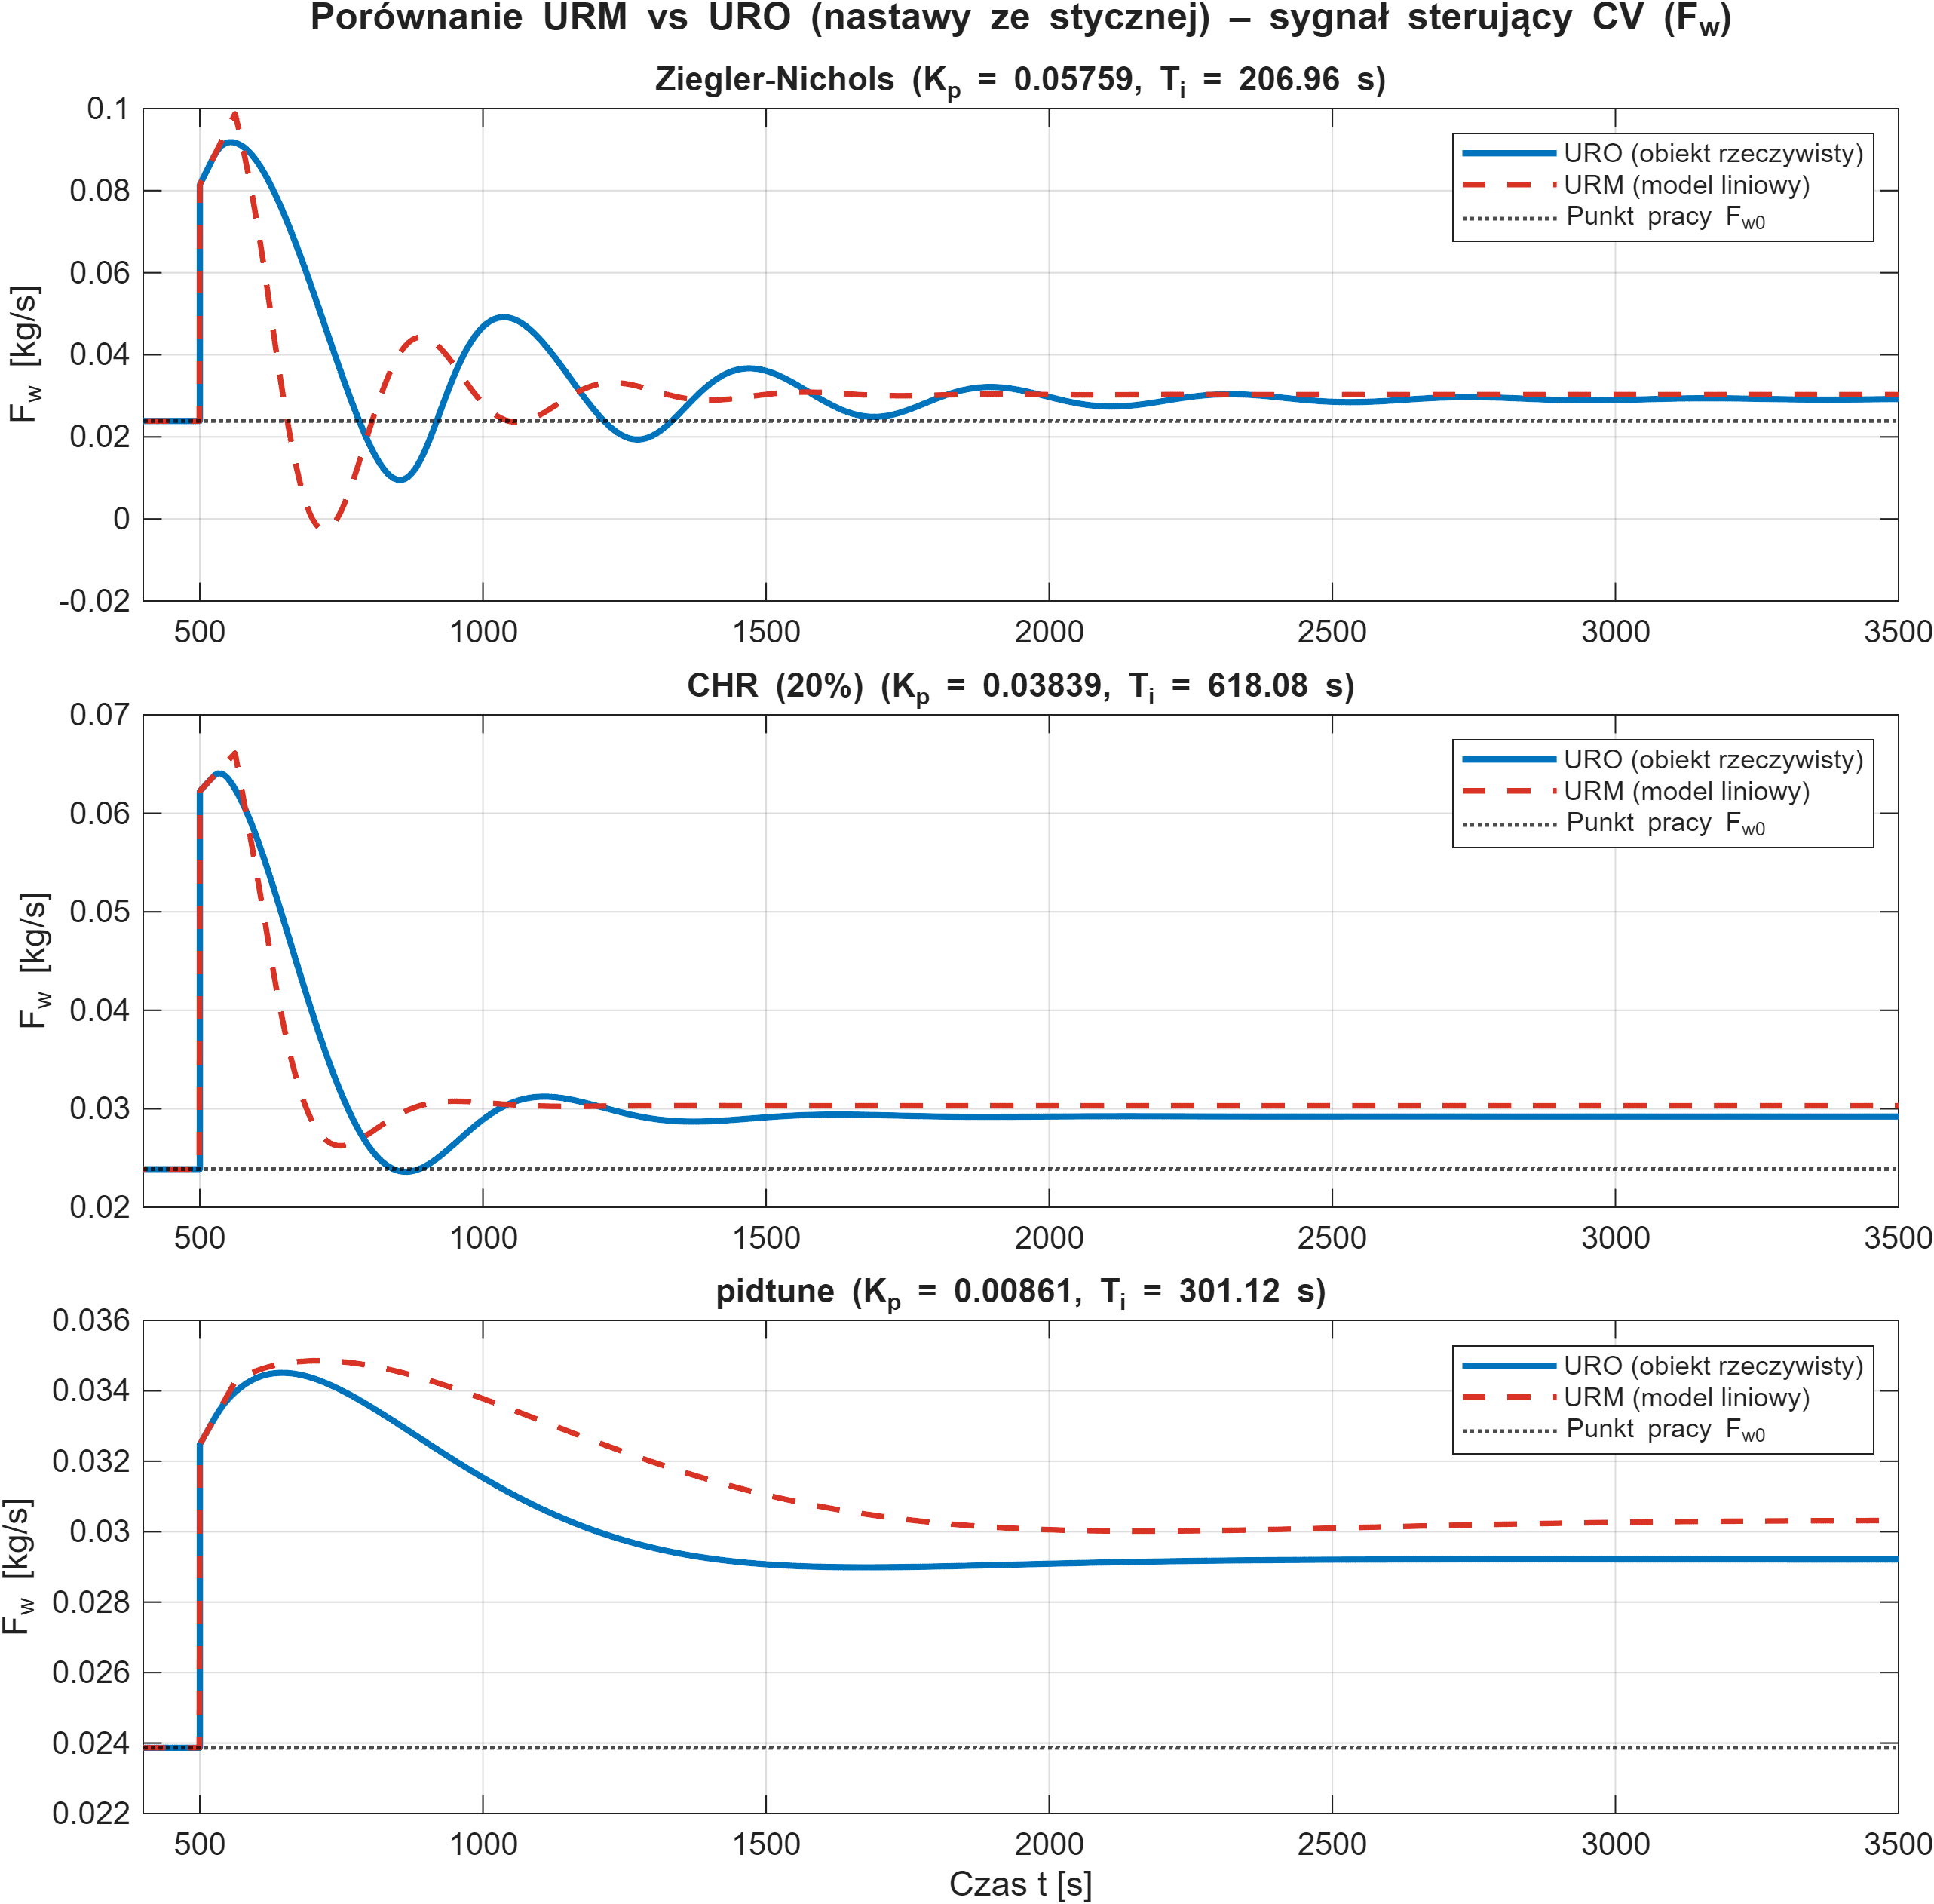 Porównanie URM vs URO (nastawy ze stycznej) – sygnał sterujący CV (Fw)
Ziegler-Nichols (Kp = 0.05759, Ti = 206.96 s)
0.1
0.08
0.06
0.04
0.02
0
-0.02
Fw [kg/s]
URO (obiekt rzeczywisty)
URM (model liniowy)
Punkt pracy Fw0
500 1000 1500 2000 2500 3000 3500
CHR (20%) (Kp = 0.03839, Ti = 618.08 s)
0.07
0.06
0.05
0.04
0.03
0.02
Fw [kg/s]
URO (obiekt rzeczywisty)
URM (model liniowy)
Punkt pracy Fw0
500 1000 1500 2000 2500 3000 3500
pidtune (Kp = 0.00861, Ti = 301.12 s)
0.036
0.034
0.032
0.03
0.028
0.026
0.024
0.022
Fw [kg/s]
URO (obiekt rzeczywisty)
URM (model liniowy)
Punkt pracy Fw0
500 1000 1500 2000 2500 3000 3500
Czas t [s]